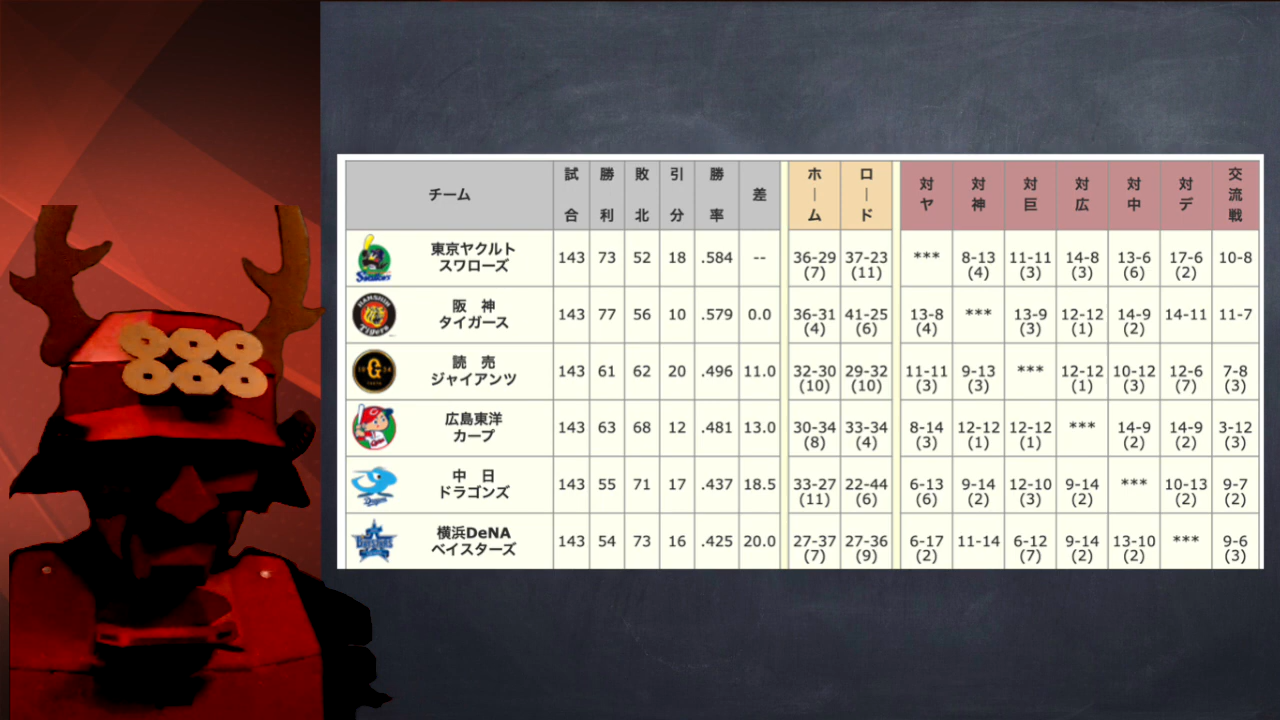 チーム 試合 勝利 敗北 引分 勝率 差 ホーム ロード 対ヤ 対神 対巨 対広 対中 対デ 交流戦
東京ヤクルト
スワローズ
143 73 52 18 .584 -- 36-29 37-23 *** 8-13 11-11 14-8 13-6 17-6 10-8
(7) (11) (4) (3) (3) (6) (2)
Swallows
HANSHIN
Tigers
阪 神
タイガース
143 77 56 10 .579 0.0 36-31 41-25 13-8 *** 13-9 12-12 14-9 14-11 11-7
(4) (6) (4) (3) (1) (2)
G
読 売
ジャイアンツ
143 61 62 20 .496 11.0 32-30 29-32 11-11 9-13 *** 12-12 10-12 12-6 7-8
(10) (10) (3) (3) (1) (3) (7) (3)
広島東洋
カープ
143 63 68 12 .481 13.0 30-34 33-34 8-14 12-12 12-12 *** 14-9 14-9 3-12
(8) (4) (3) (1) (1) (2) (2) (3)
中 日
ドラゴンズ
143 55 71 17 .437 18.5 33-27 22-44 6-13 9-14 12-10 9-14 *** 10-13 9-7
(11) (6) (6) (2) (3) (2) (2) (2)
Dragons
横浜DeNA
ベイスターズ
143 54 73 16 .425 20.0 27-37 27-36 6-17 11-14 6-12 9-14 13-10 *** 9-6
(7) (9) (2) (7) (2) (2) (3)